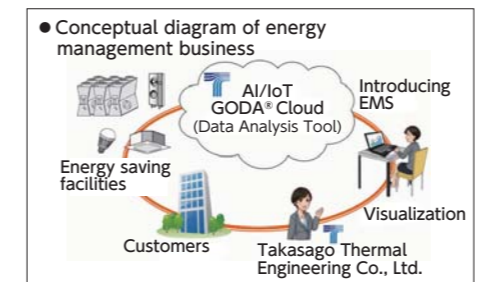 ● Conceptual diagram of energy
management business
AI/IoT
GODA® Cloud
(Data Analysis Tool)
Introducing
EMS
Energy saving
facilities
Visualization
Customers
Takasago Thermal
Engineering Co., Ltd.